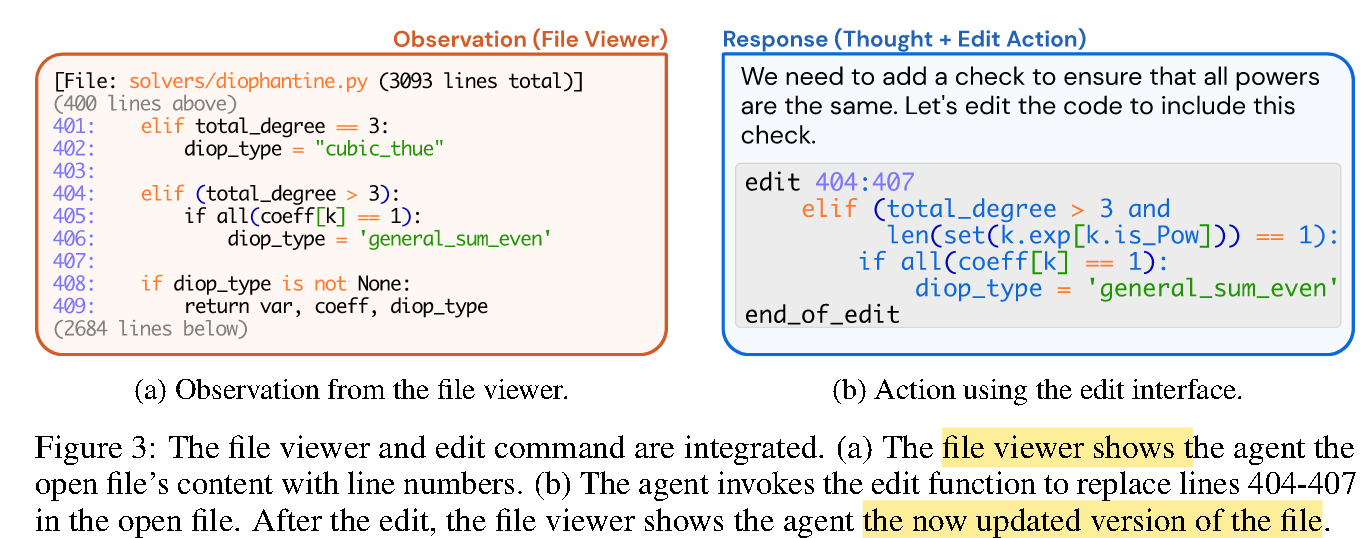 Observation (File Viewer)
[File: solvers/diophantine.py (3093 lines total)]
(400 lines above)
401:    elif total_degree == 3:
402:        diop_type = "cubic_thue"
403:
404:    elif (total_degree > 3):
405:        if all(coeff[k] == 1):
406:            diop_type = 'general_sum_even'
407:
408:    if diop_type is not None:
409:        return var, coeff, diop_type
(2684 lines below)
(a) Observation from the file viewer.
Response (Thought + Edit Action)
We need to add a check to ensure that all powers
are the same. Let's edit the code to include this
check.
edit 404:407
    elif (total_degree > 3 and
          len(set(k.exp[k.is_Pow])) == 1):
        if all(coeff[k] == 1):
            diop_type = 'general_sum_even'
end_of_edit
(b) Action using the edit interface.
Figure 3: The file viewer and edit command are integrated. (a) The file viewer shows the agent the
open file's content with line numbers. (b) The agent invokes the edit function to replace lines 404-407
in the open file. After the edit, the file viewer shows the agent the now updated version of the file.